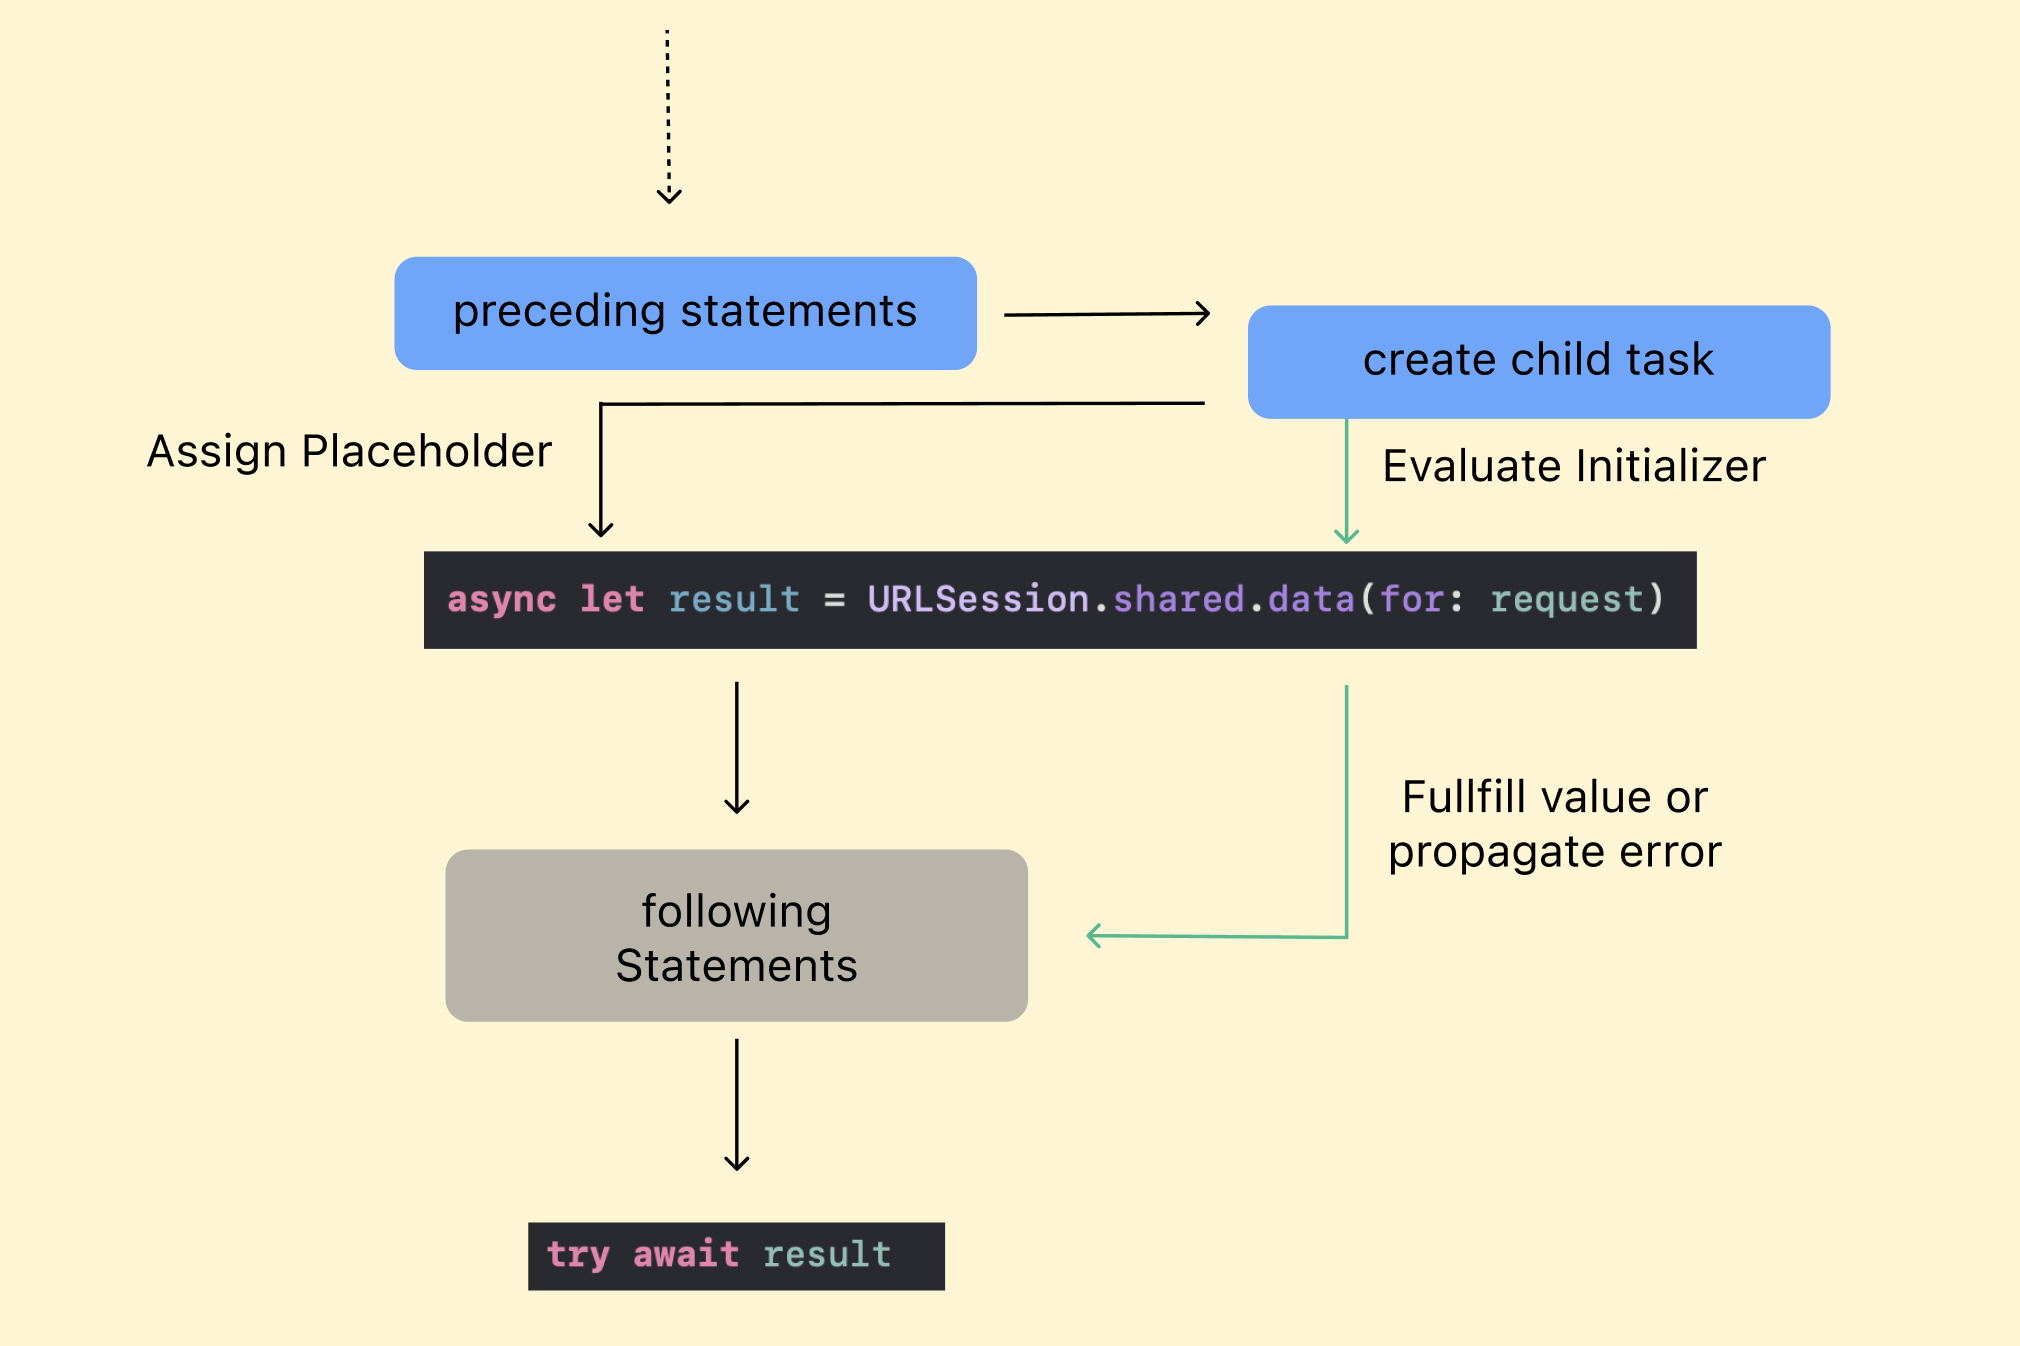 preceding statements
create child task
Assign Placeholder
Evaluate Initializer
async let result = URLSession.shared.data(for: request)
Fullfill value or
propagate error
following
Statements
try await result